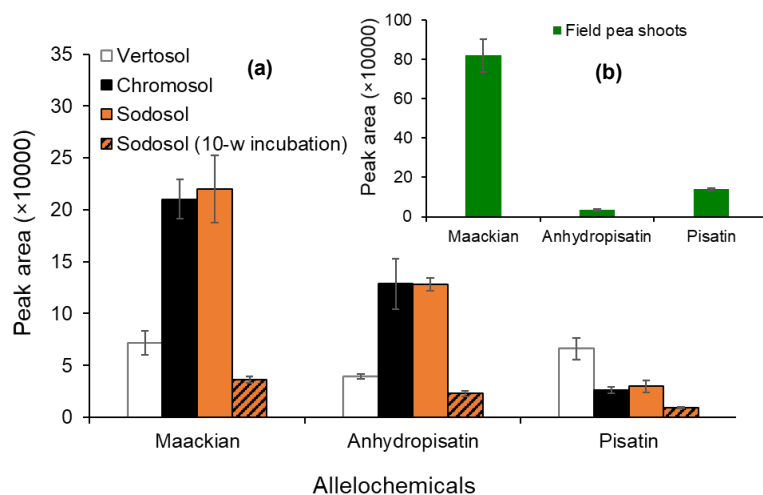 Peak area (×10000)
35
30
25
20
15
10
5
0
Vertosol
Chromosol
Sodosol
Sodosol (10-w incubation)
(a)
Maackian
Anhydropisatin
Pisatin
Allelochemicals
Peak area (×10000)
100
80
60
40
20
0
Field pea shoots
(b)
Maackian
Anhydropisatin
Pisatin